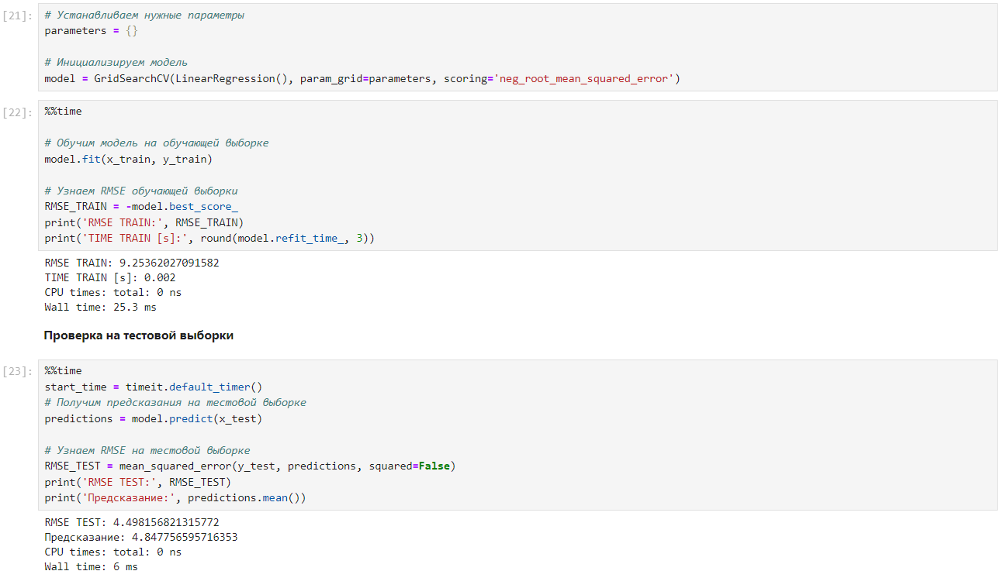 [21]: # Устанавливаем нужные параметры
parameters = {}
# Инициализируем модель
model = GridSearchCV(LinearRegression(), param_grid=parameters, scoring='neg_root_mean_squared_error')
[22]: %%time
# Обучим модель на обучающей выборке
model.fit(x_train, y_train)
# Узнаем RMSE обучающей выборки
RMSE_TRAIN = -model.best_score_
print('RMSE TRAIN:', RMSE_TRAIN)
print('TIME TRAIN [s]:', round(model.refit_time_, 3))
RMSE TRAIN: 9.25362027091582
TIME TRAIN [s]: 0.002
CPU times: total: 0 ns
Wall time: 25.3 ms
Проверка на тестовой выборки
[23]: %%time
start_time = timeit.default_timer()
# Получим предсказания на тестовой выборке
predictions = model.predict(x_test)
# Узнаем RMSE на тестовой выборке
RMSE_TEST = mean_squared_error(y_test, predictions, squared=False)
print('RMSE TEST:', RMSE_TEST)
print('Предсказание:', predictions.mean())
RMSE TEST: 4.498156821315772
Предсказание: 4.847756595716353
CPU times: total: 0 ns
Wall time: 6 ms